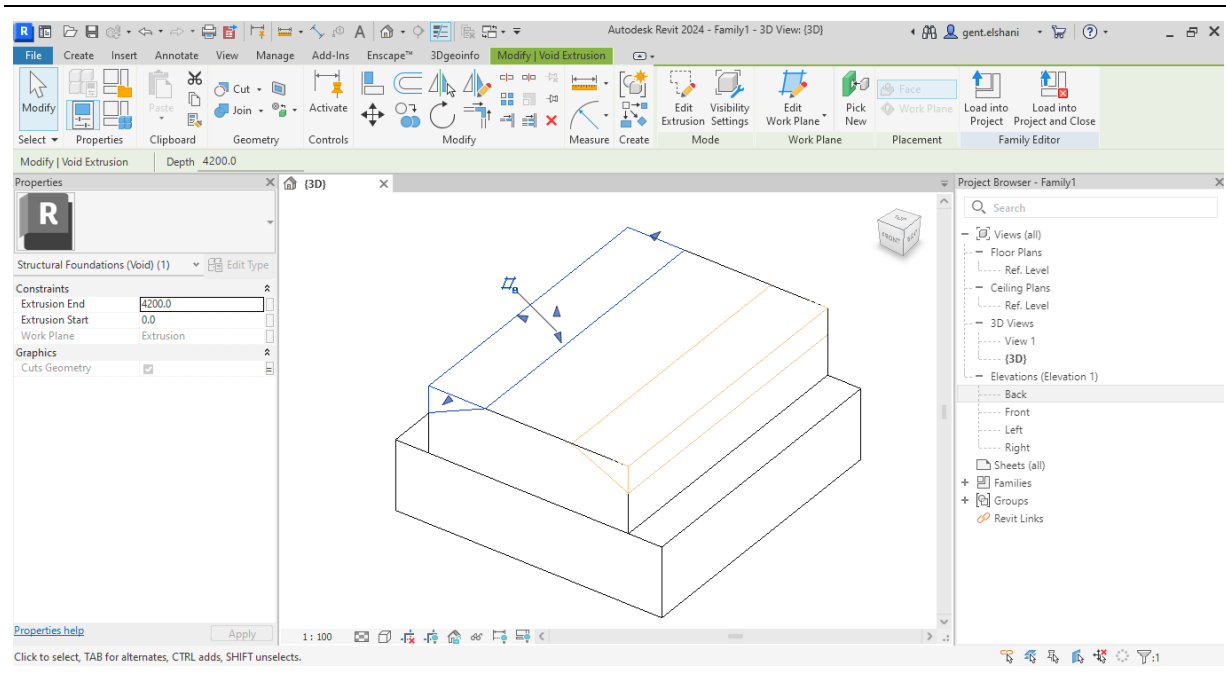 R
Autodesk Revit 2024 - Family1 - 3D View: {3D}
gent.elshani
File Create Insert Annotate View Manage Add-Ins Enscape™ 3Dgeoinfo Modify | Void Extrusion
Modify
Paste
Cut
Join
Activate
Edit Extrusion
Visibility Settings
Edit Work Plane
Pick New
Face
Work Plane
Load into Project
Load into Project and Close
Select Properties Clipboard Geometry Controls Modify Measure Create Mode Work Plane Placement Family Editor
Modify | Void Extrusion Depth 4200.0
Properties
R
Structural Foundations (Void) (1) Edit Type
Constraints
Extrusion End 4200.0
Extrusion Start 0.0
Work Plane Extrusion
Graphics
Cuts Geometry
Properties help Apply
{3D}
FRONT
1 : 100
Project Browser - Family1
Search
Views (all)
Floor Plans
Ref. Level
Ceiling Plans
Ref. Level
3D Views
View 1
{3D}
Elevations (Elevation 1)
Back
Front
Left
Right
Sheets (all)
Families
Groups
Revit Links
Click to select, TAB for alternates, CTRL adds, SHIFT unselects.
:1